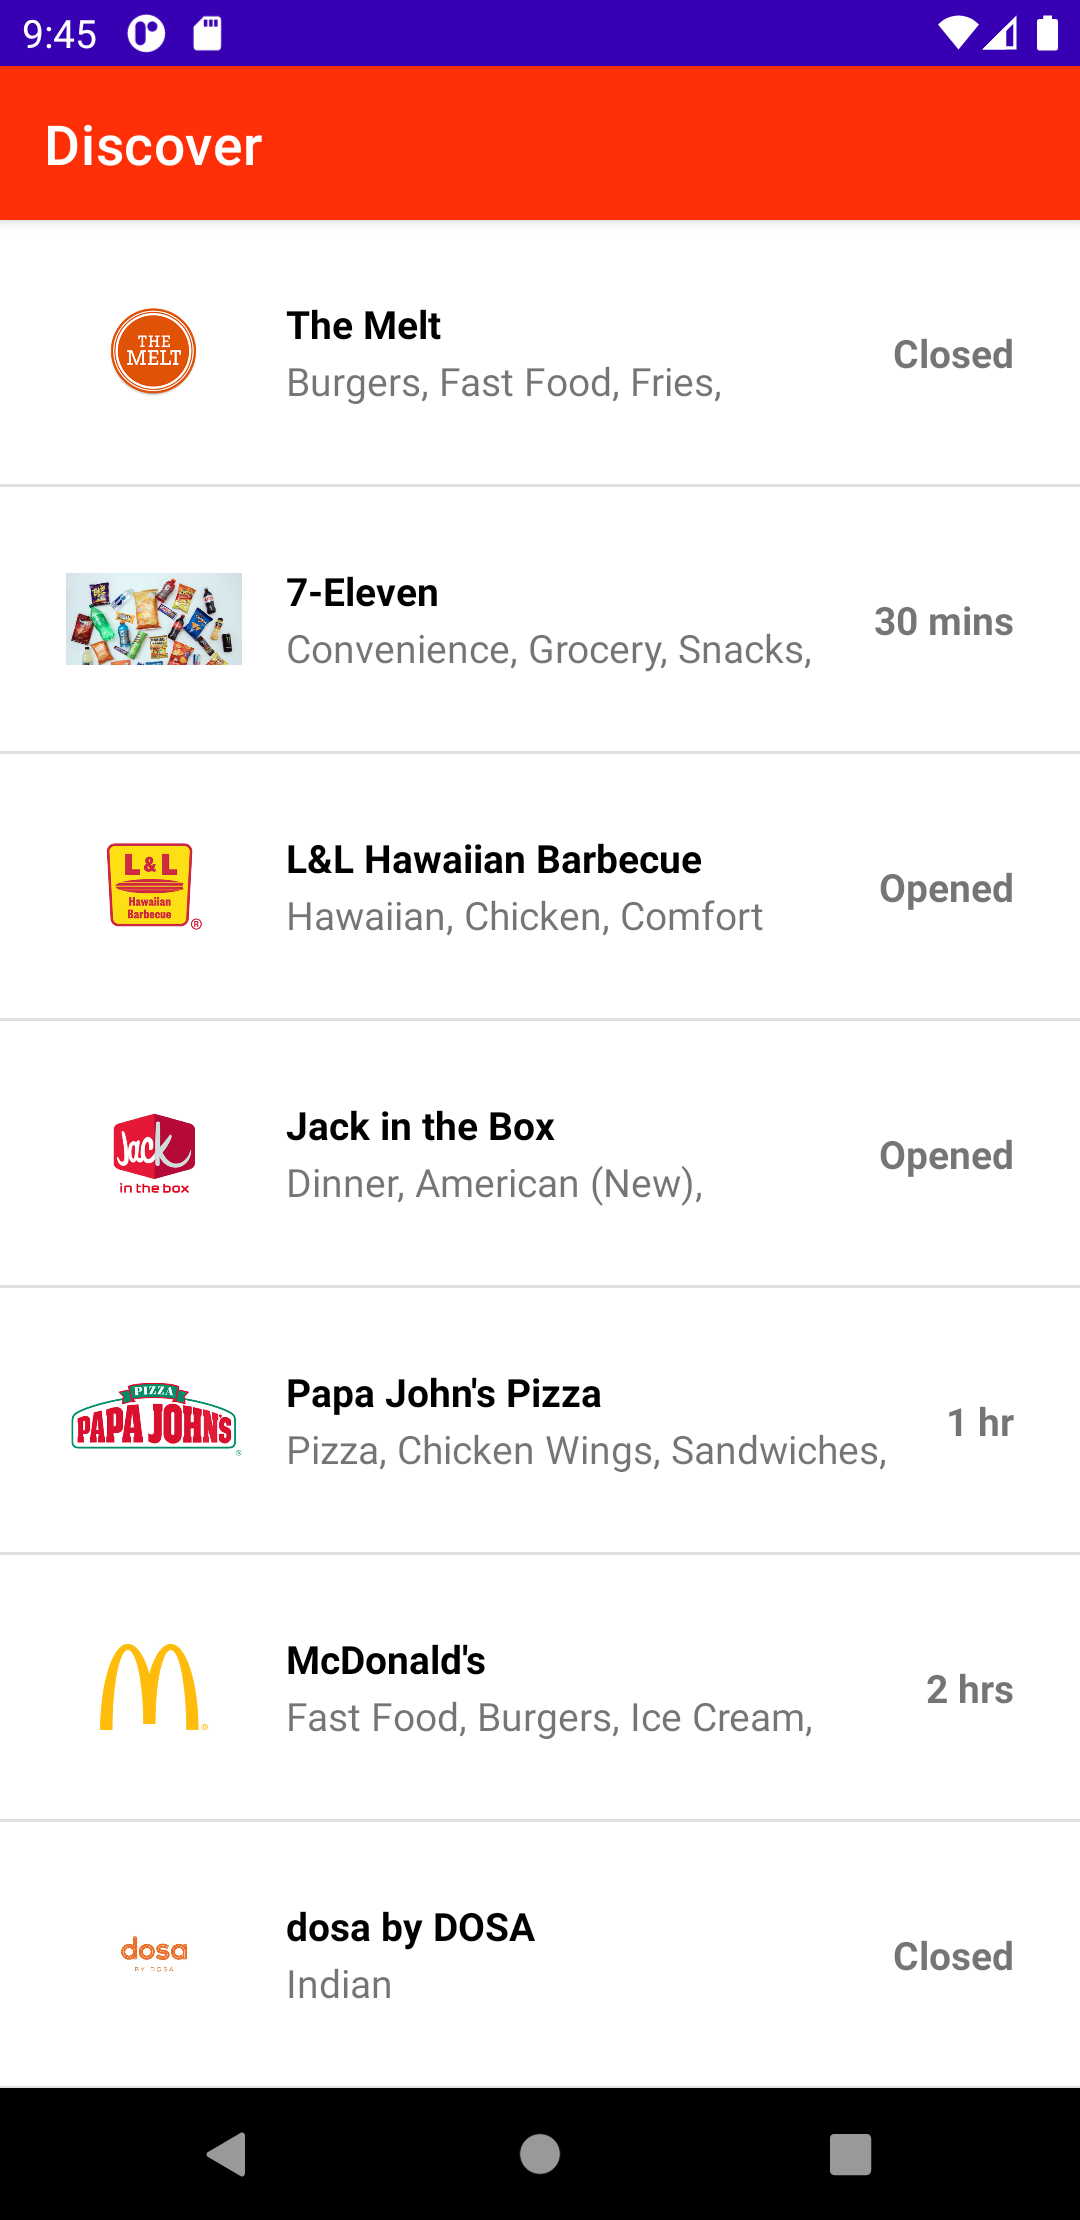 9:45
Discover
THE
MELT
The Melt
Burgers, Fast Food, Fries,
Closed
7-Eleven
Convenience, Grocery, Snacks,
30 mins
L&L
Hawaiian
Barbecue
®
L&L Hawaiian Barbecue
Hawaiian, Chicken, Comfort
Opened
Jack
in the box
Jack in the Box
Dinner, American (New),
Opened
PIZZA
PAPA JOHN'S
®
Papa John's Pizza
Pizza, Chicken Wings, Sandwiches,
1 hr
®
McDonald's
Fast Food, Burgers, Ice Cream,
2 hrs
dosa
BY DOSA
dosa by DOSA
Indian
Closed